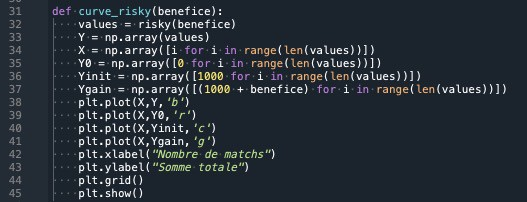 31 def curve_risky(benefice):
32 values = risky(benefice)
33 Y = np.array(values)
34 X = np.array([i for i in range(len(values))])
35 Y0 = np.array([0 for i in range(len(values))])
36 Yinit = np.array([1000 for i in range(len(values))])
37 Ygain = np.array([(1000 + benefice) for i in range(len(values))])
38 plt.plot(X,Y,'b')
39 plt.plot(X,Y0,'r')
40 plt.plot(X,Yinit,'c')
41 plt.plot(X,Ygain,'g')
42 plt.xlabel("Nombre de matchs")
43 plt.ylabel("Somme totale")
44 plt.grid()
45 plt.show()